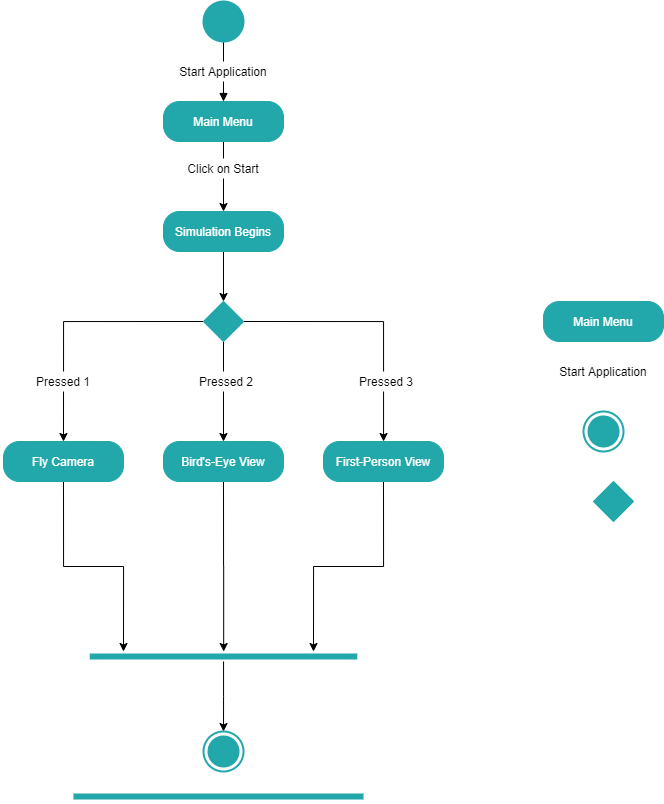 Start Application
Main Menu
Click on Start
Simulation Begins
Pressed 1
Pressed 2
Pressed 3
Fly Camera
Bird's-Eye View
First-Person View
Main Menu
Start Application